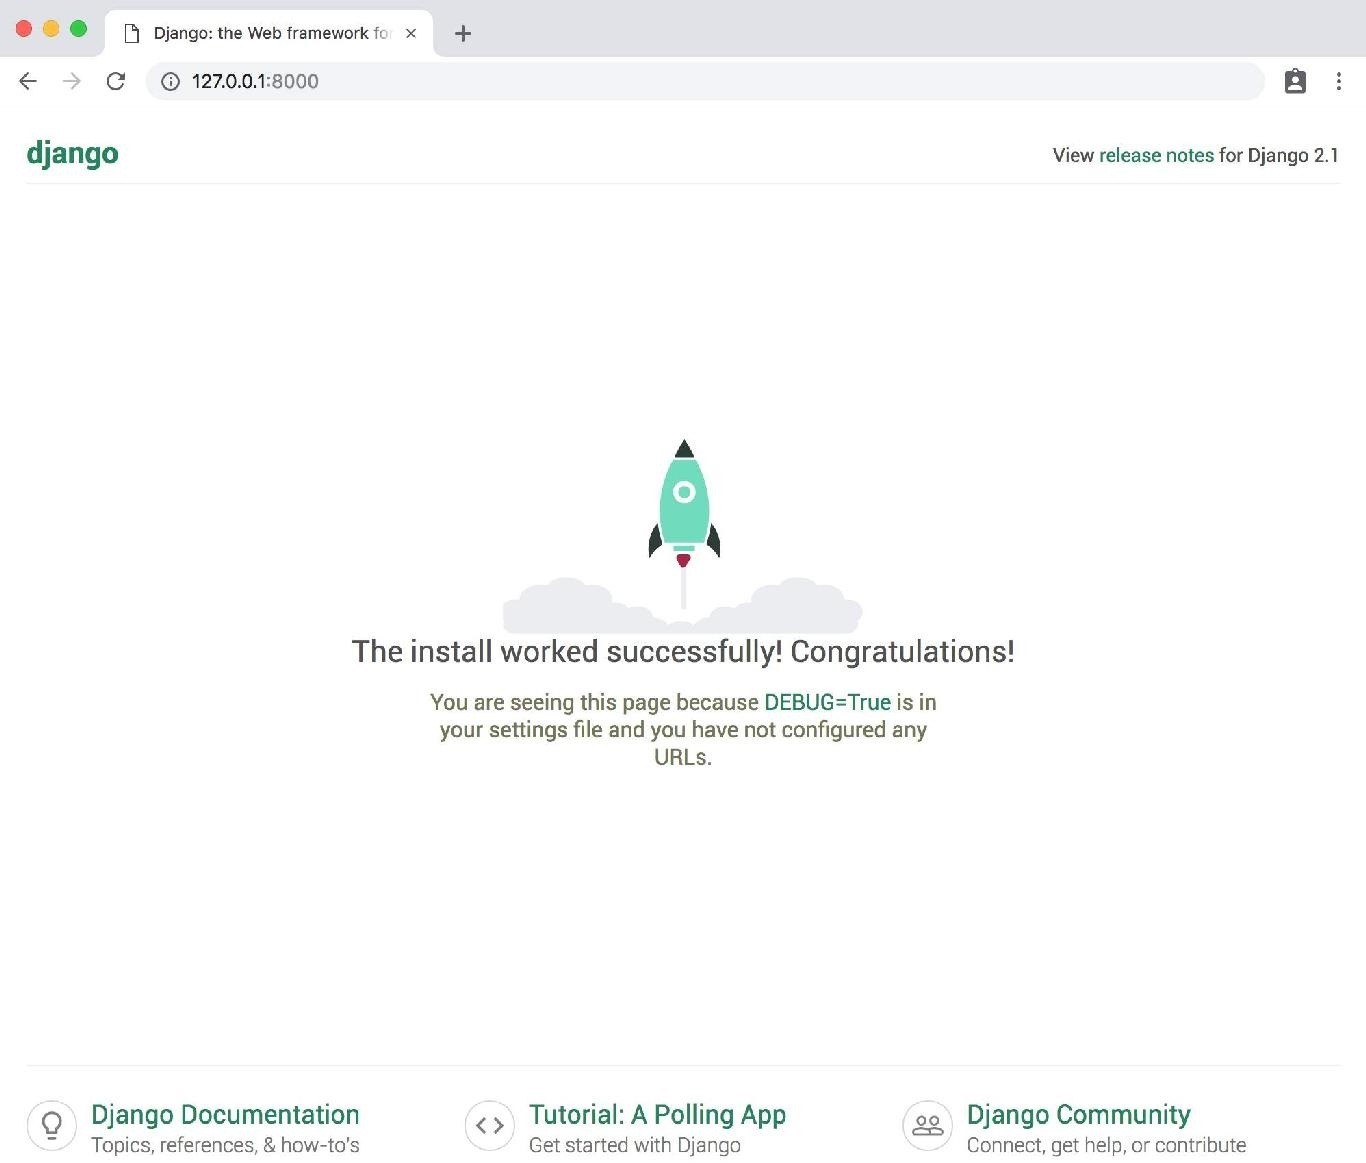 Django: the Web framework for
127.0.0.1:8000
django
View release notes for Django 2.1
The install worked successfully! Congratulations!
You are seeing this page because DEBUG=True is in
your settings file and you have not configured any
URLs.
Django Documentation
Topics, references, & how-to's
Tutorial: A Polling App
Get started with Django
Django Community
Connect, get help, or contribute